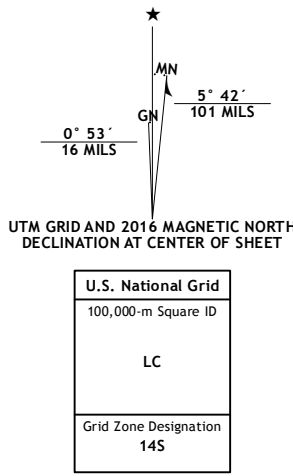 ★
MN
GN
5° 42´
101 MILS
0° 53´
16 MILS
UTM GRID AND 2016 MAGNETIC NORTH
DECLINATION AT CENTER OF SHEET
U.S. National Grid
100,000-m Square ID
LC
Grid Zone Designation
14S